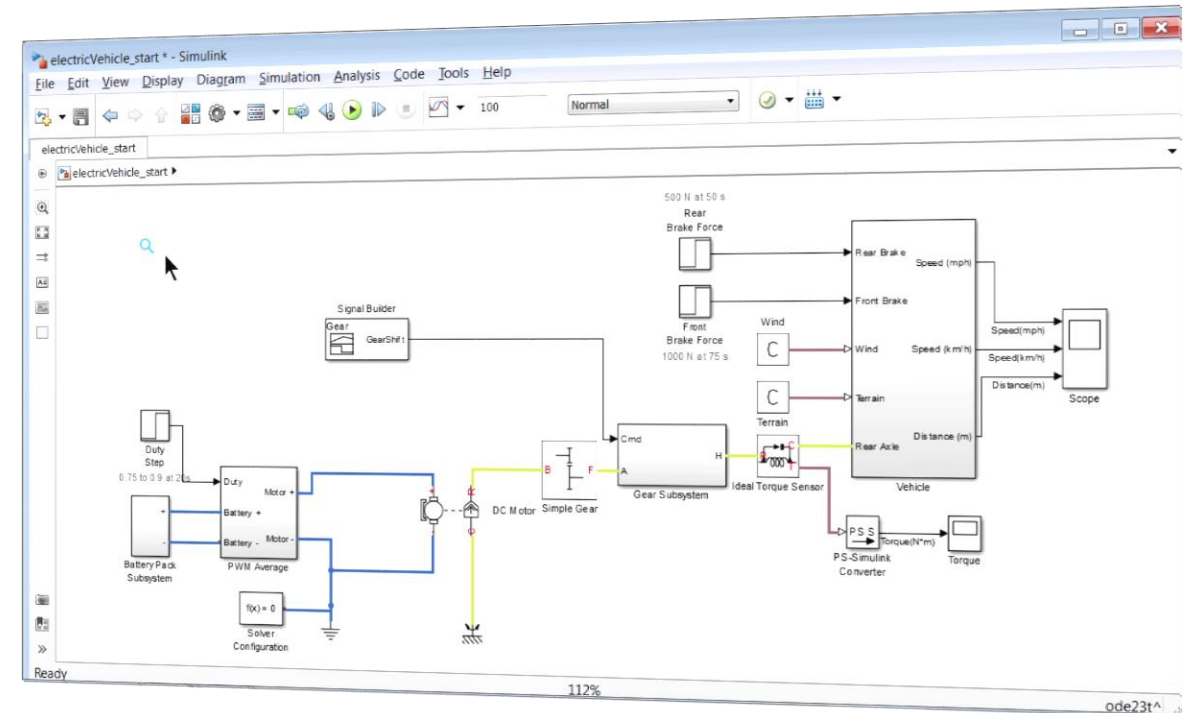 electricVehicle_start * - Simulink
File Edit View Display Diagram Simulation Analysis Code Tools Help
100
Normal
electricVehicle_start
electricVehicle_start
500 N at 50 s
Rear
Brake Force
Rear Brake
Speed (mph)
Front Brake
Signal Builder
Gear
GearShift
Front
Brake Force
1000 N at 75 s
Wind
C
Wind
Speed (km/h)
Speed(mph)
Speed(km/h)
Distance(m)
Scope
C
Terrain
Terrain
Duty
Step
0.75 to 0.9 at
Cmd
H
A
Gear Subsystem
B
F
Simple Gear
Ideal Torque Sensor
Rear Axle
Distance (m)
Vehicle
Duty
Motor +
Battery +
Battery -
Motor -
PWM Average
+
-
Battery Pack
Subsystem
DC Motor
PS S
PS-Simulink
Converter
Torque(N*m)
Torque
f(x) = 0
Solver
Configuration
Ready
112%
ode23t^